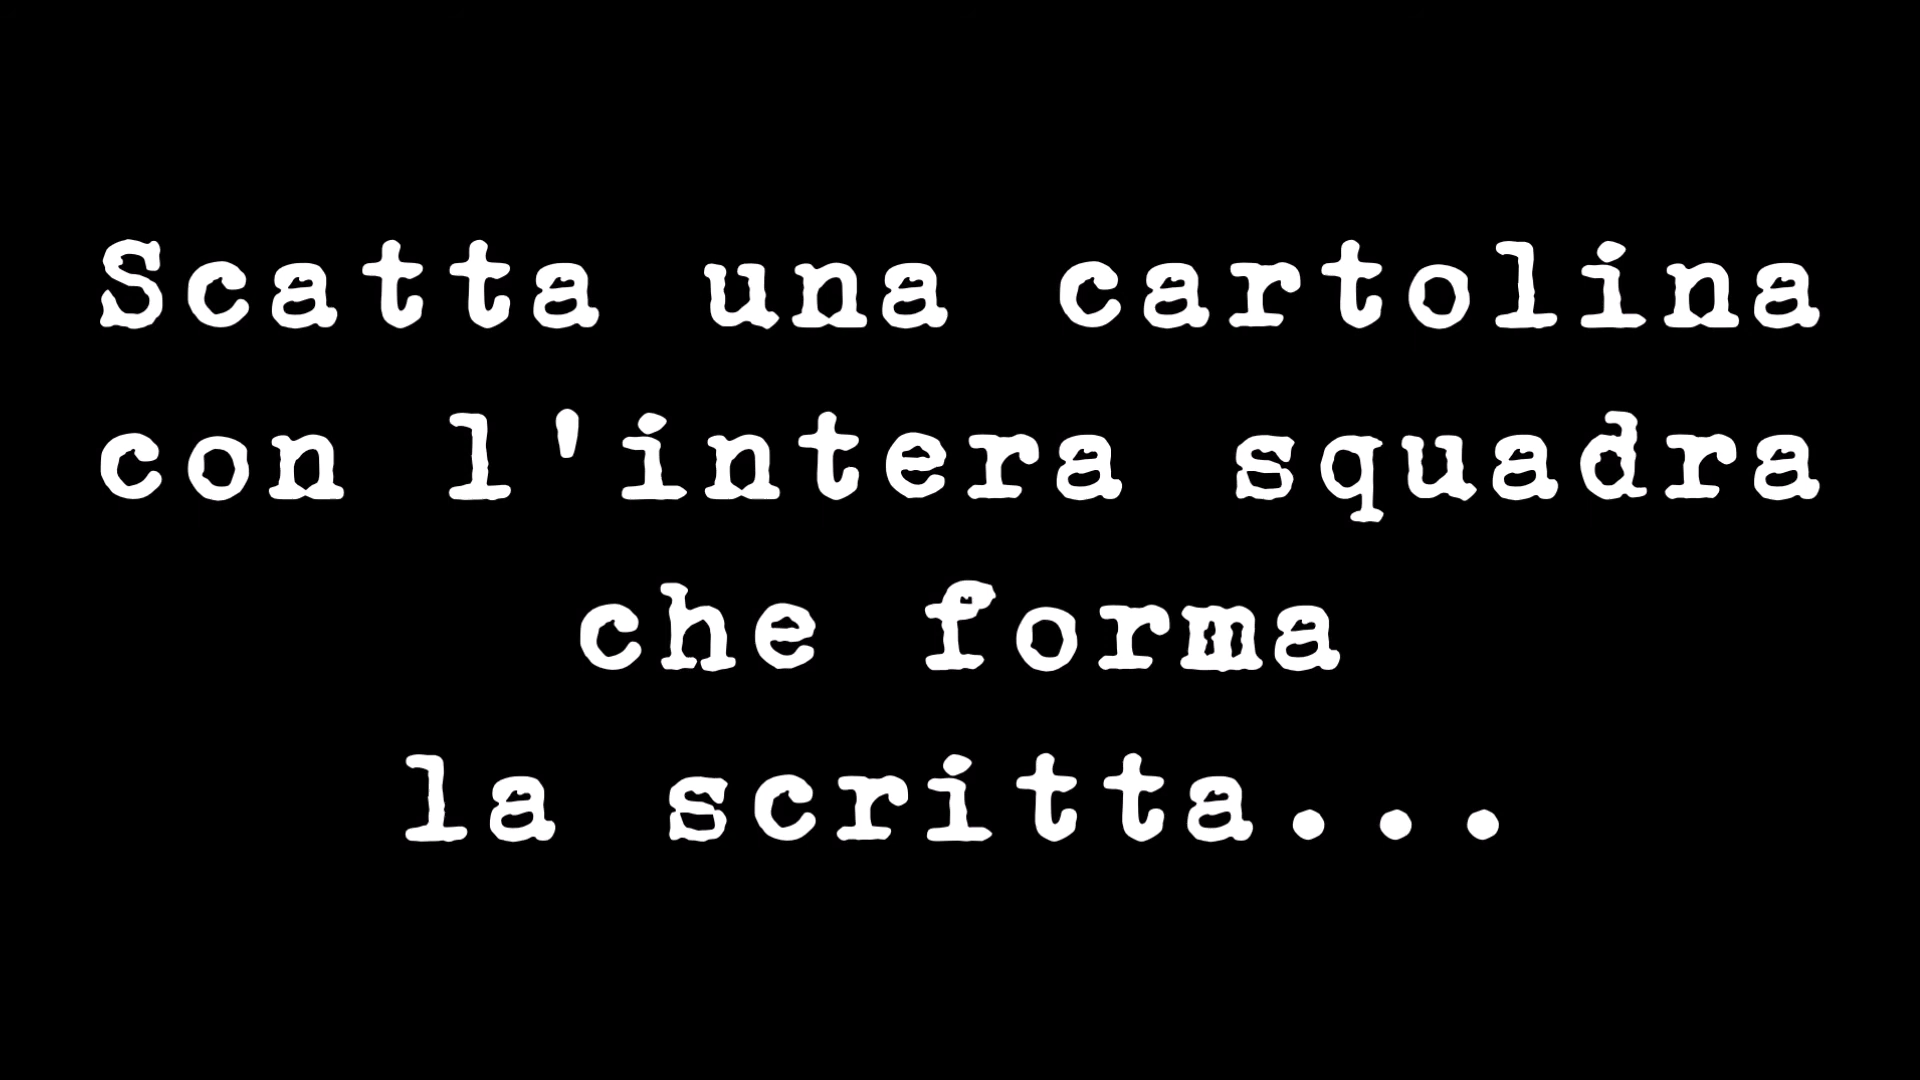 Scatta una cartolina
con l'intera squadra
che forma
la scritta...